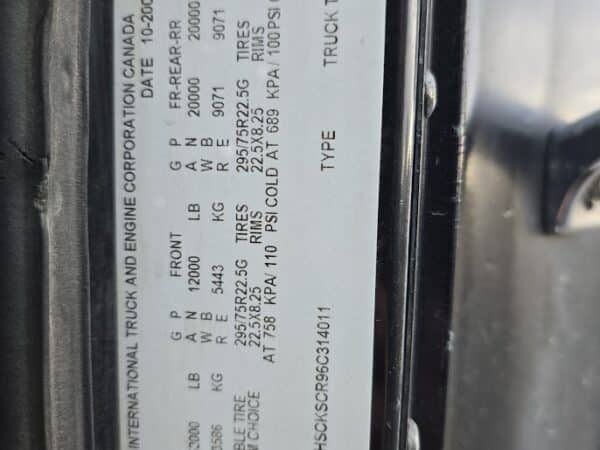 INTERNATIONAL TRUCK AND ENGINE CORPORATION CANADA
DATE 10-200
G P FRONT G P FR-REAR-RR
2000 LB A N 12000 LB A N 20000 20000
W B W B
0586 KG R E 5443 KG R E 9071 9071
BLE TIRE 295/75R22.5G TIRES 295/75R22.5G TIRES
M CHOICE 22.5X8.25 RIMS 22.5X8.25 RIMS
AT 758 KPA/ 110 PSI COLD AT 689 KPA/ 100 PSI
HSCKSCR96C314011 TYPE TRUCK T